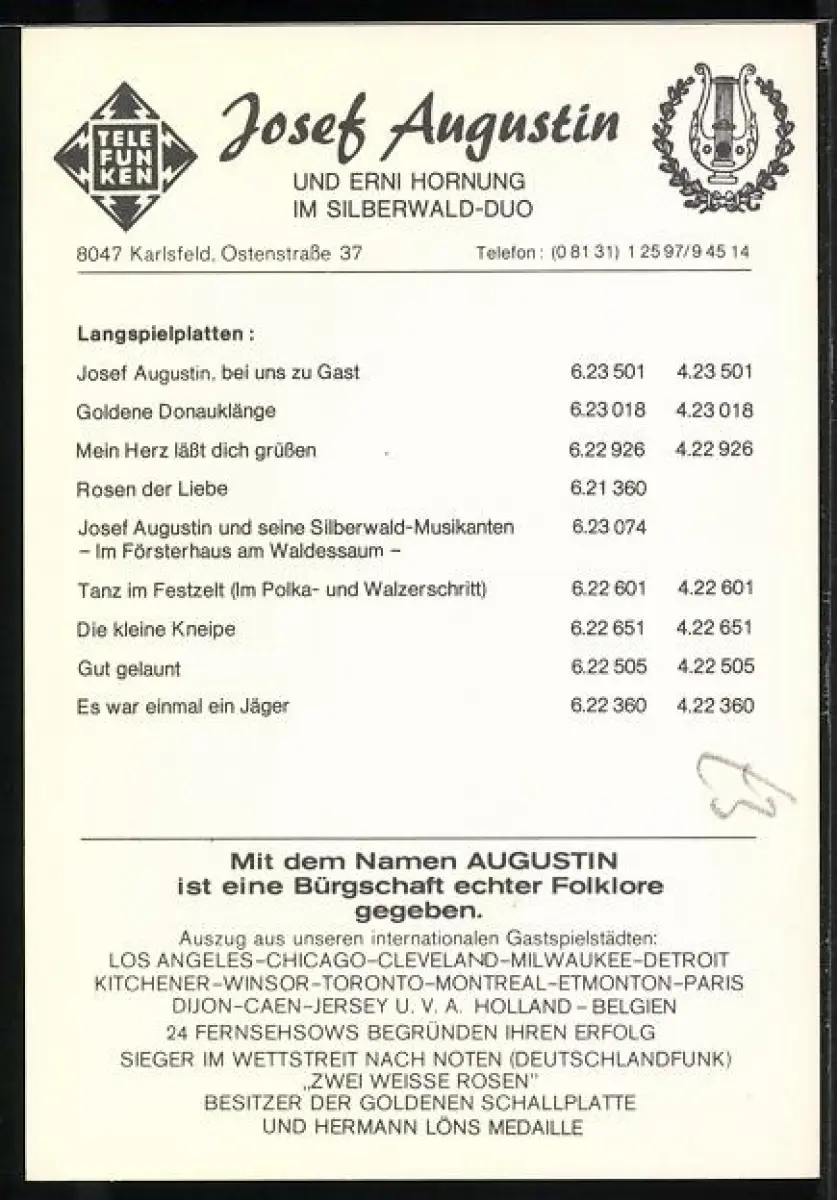 TELE
FUN
KEN
Josef Augustin
UND ERNI HORNUNG
IM SILBERWALD-DUO
8047 Karlsfeld, Ostenstraße 37 Telefon: (0 81 31) 1 25 97/9 45 14
Langspielplatten :
Josef Augustin, bei uns zu Gast 6.23 501 4.23 501
Goldene Donauklänge 6.23 018 4.23 018
Mein Herz läßt dich grüßen 6.22 926 4.22 926
Rosen der Liebe 6.21 360
Josef Augustin und seine Silberwald-Musikanten 6.23 074
– Im Försterhaus am Waldessaum –
Tanz im Festzelt (Im Polka- und Walzerschritt) 6.22 601 4.22 601
Die kleine Kneipe 6.22 651 4.22 651
Gut gelaunt 6.22 505 4.22 505
Es war einmal ein Jäger 6.22 360 4.22 360
Mit dem Namen AUGUSTIN
ist eine Bürgschaft echter Folklore
gegeben.
Auszug aus unseren internationalen Gastspielstädten:
LOS ANGELES-CHICAGO-CLEVELAND-MILWAUKEE-DETROIT
KITCHENER-WINSOR-TORONTO-MONTREAL-ETMONTON-PARIS
DIJON-CAEN-JERSEY U. V. A. HOLLAND – BELGIEN
24 FERNSEHSOWS BEGRÜNDEN IHREN ERFOLG
SIEGER IM WETTSTREIT NACH NOTEN (DEUTSCHLANDFUNK)
„ZWEI WEISSE ROSEN"
BESITZER DER GOLDENEN SCHALLPLATTE
UND HERMANN LÖNS MEDAILLE